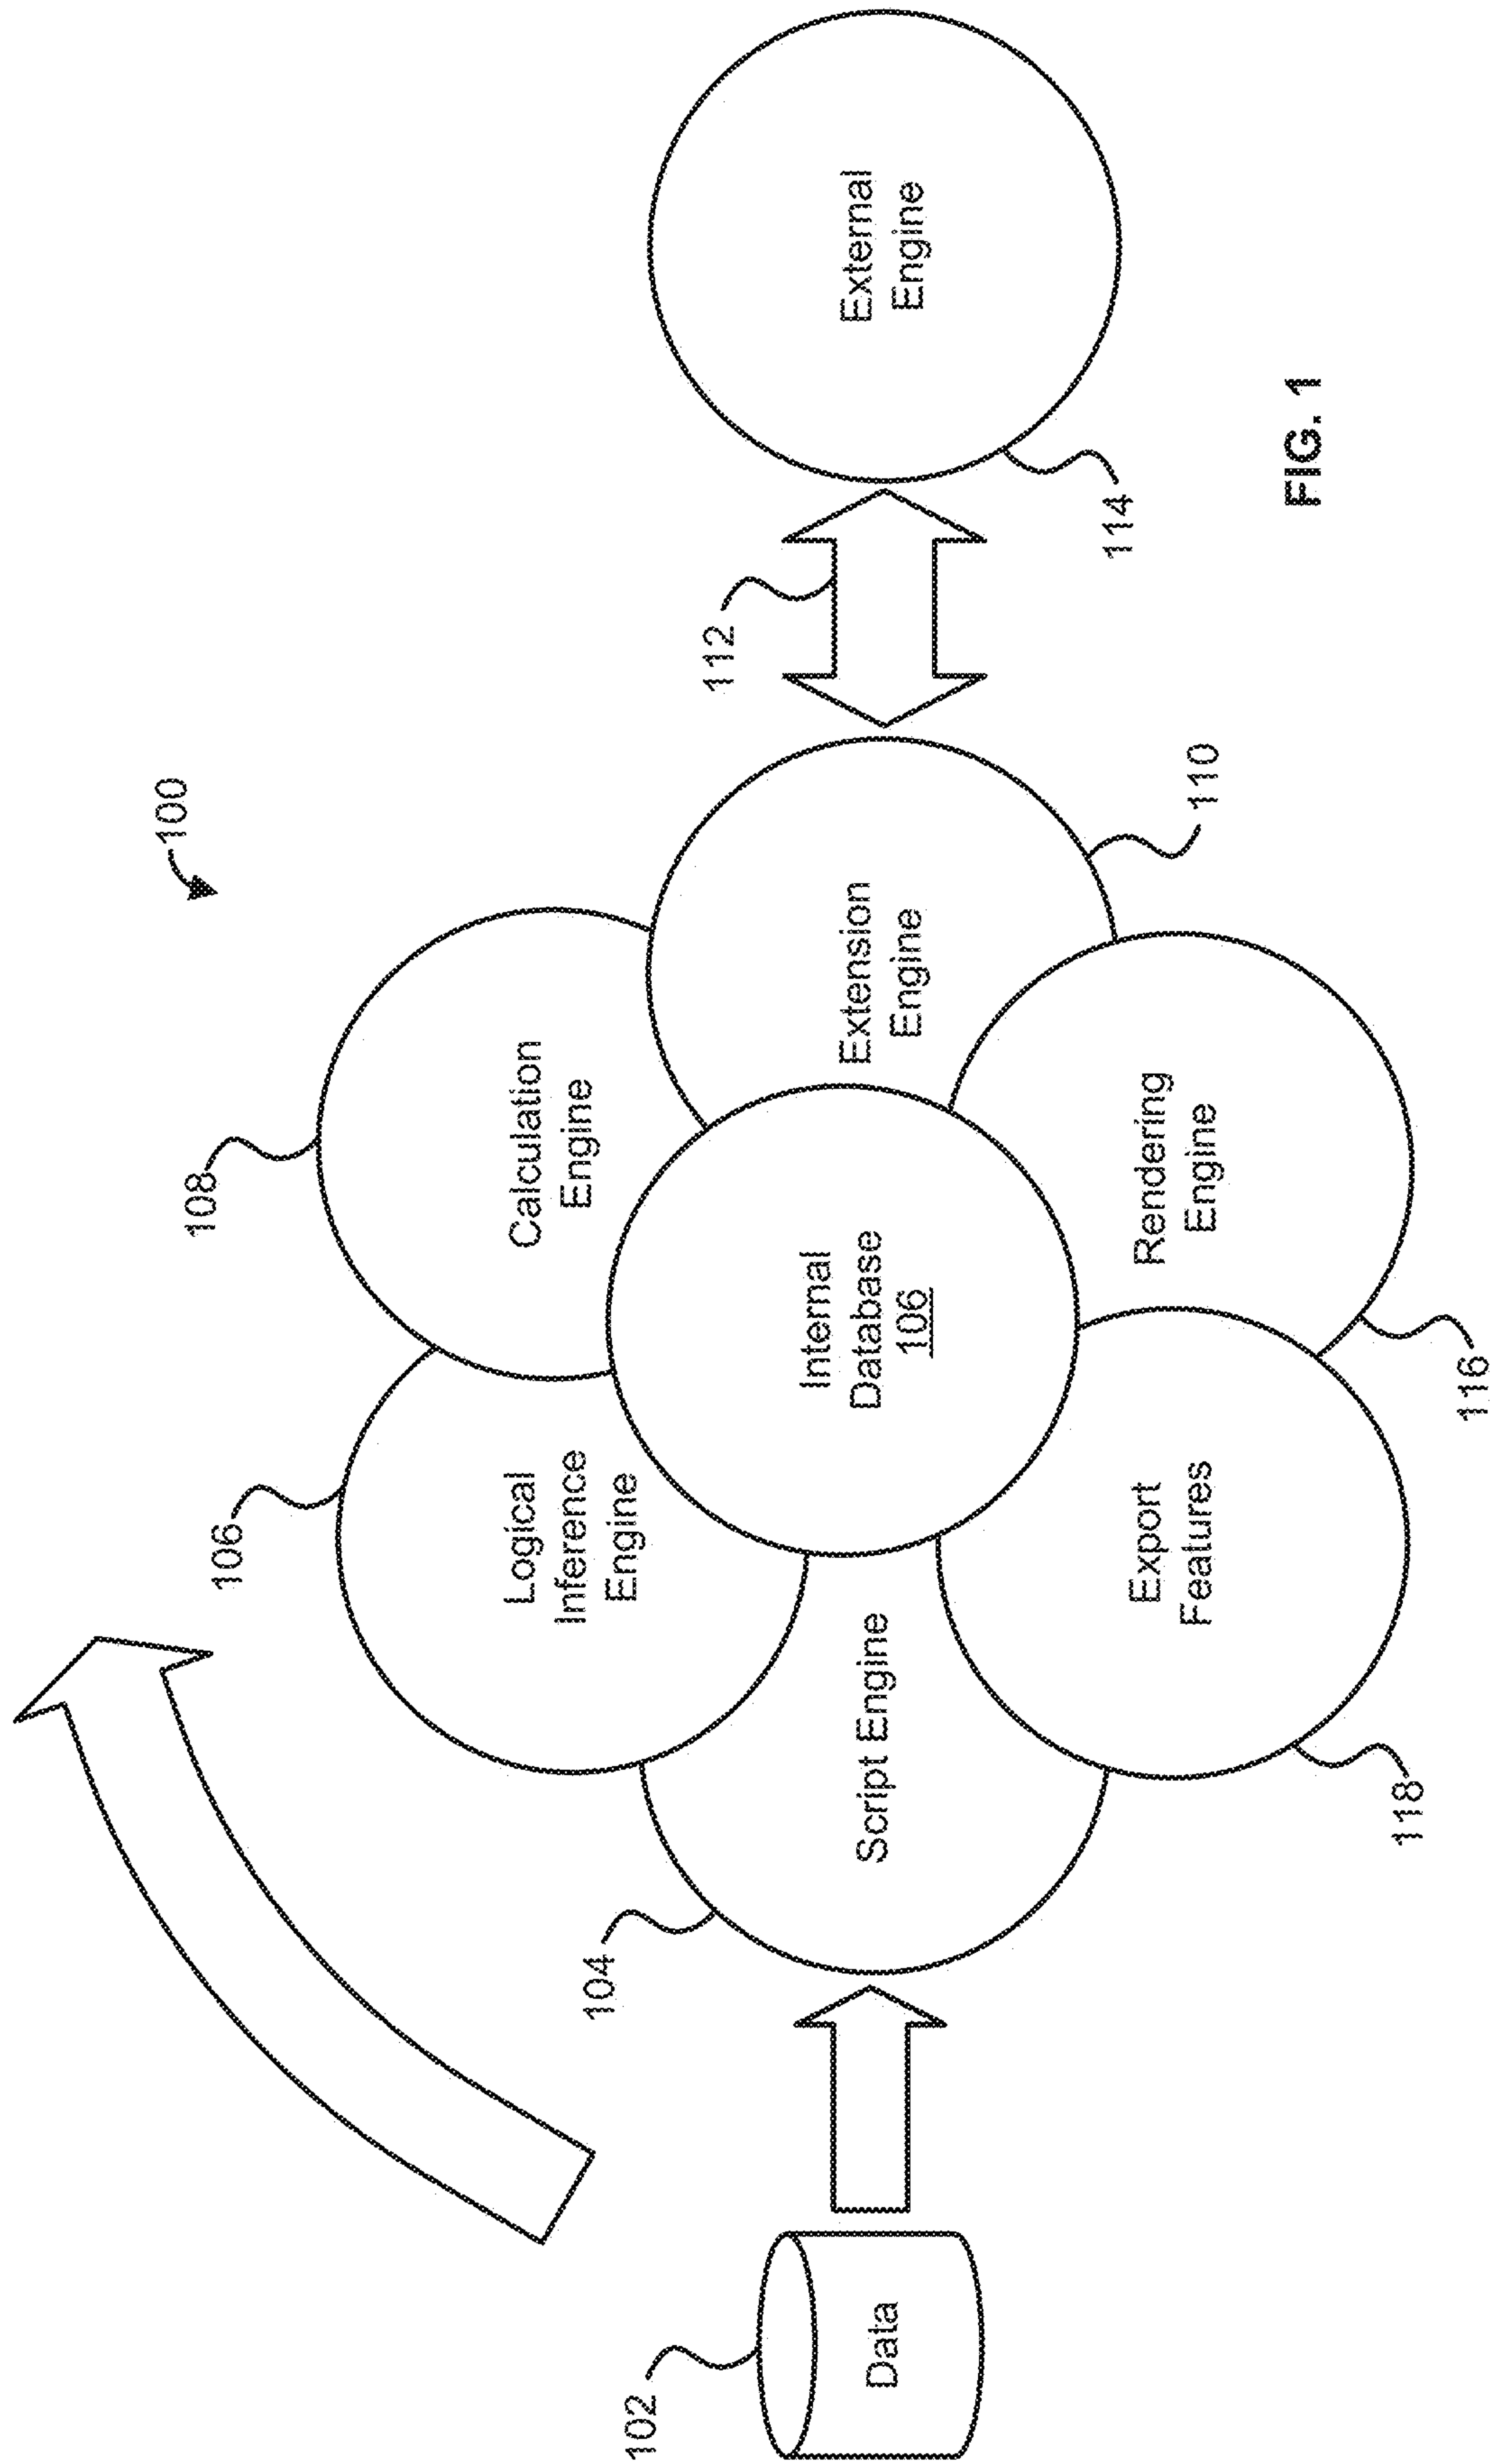 100
108
106
Logical
Inference
Engine
Calculation
Engine
104
102
112
Data
Script Engine
Internal
Database
106
Extension
Engine
External
Engine
114
Export
Features
Rendering
Engine
110
FIG. 1
118
116